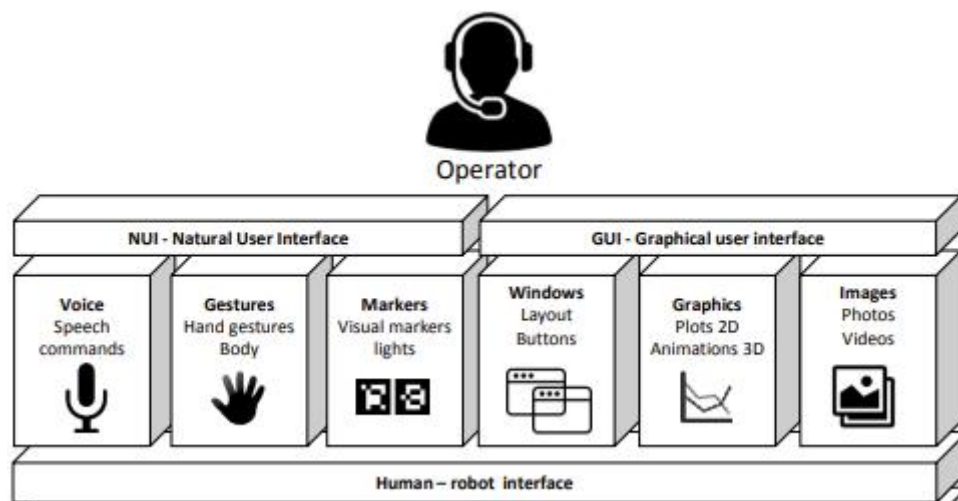 Operator
NUI - Natural User Interface
GUI - Graphical user interface
Voice
Speech
commands
Gestures
Hand gestures
Body
Markers
Visual markers
lights
Windows
Layout
Buttons
Graphics
Plots 2D
Animations 3D
Images
Photos
Videos
Human – robot interface